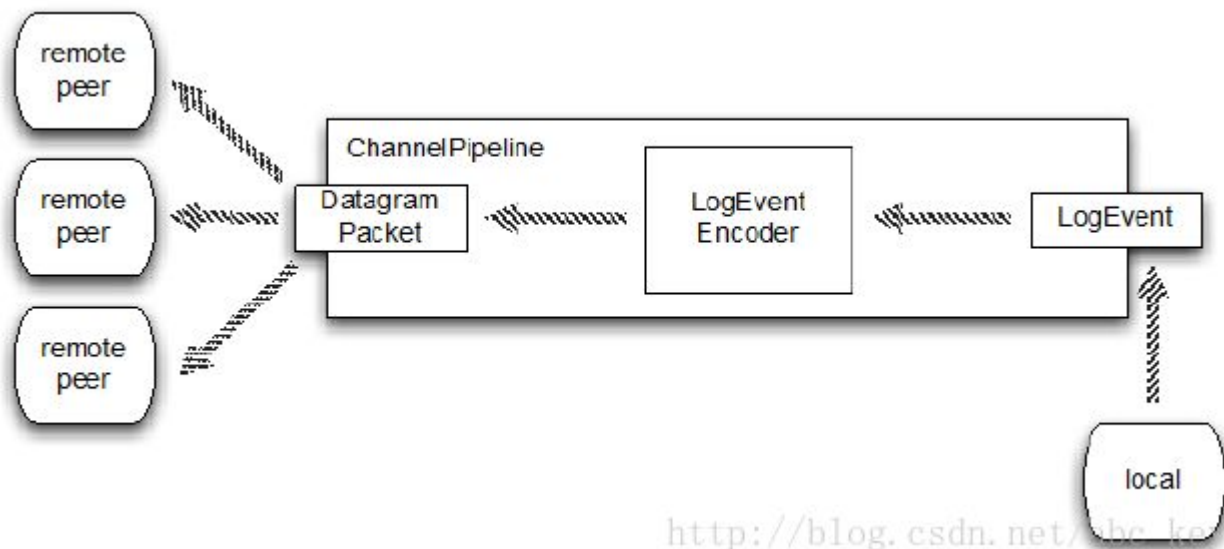 remote
peer
remote
peer
remote
peer
ChannelPipeline
Datagram
Packet
LogEvent
Encoder
LogEvent
local
http://blog.csdn.net/